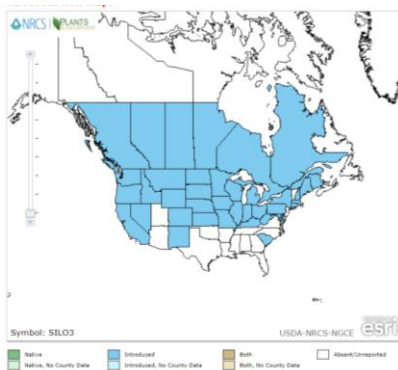 NRCS PLANTS
Symbol: SILO3
USDA-NRCS-NGCE
esri
Native
Introduced
Both
Absent/Unreported
Native, No County Data
Introduced, No County Data
Both, No County Data